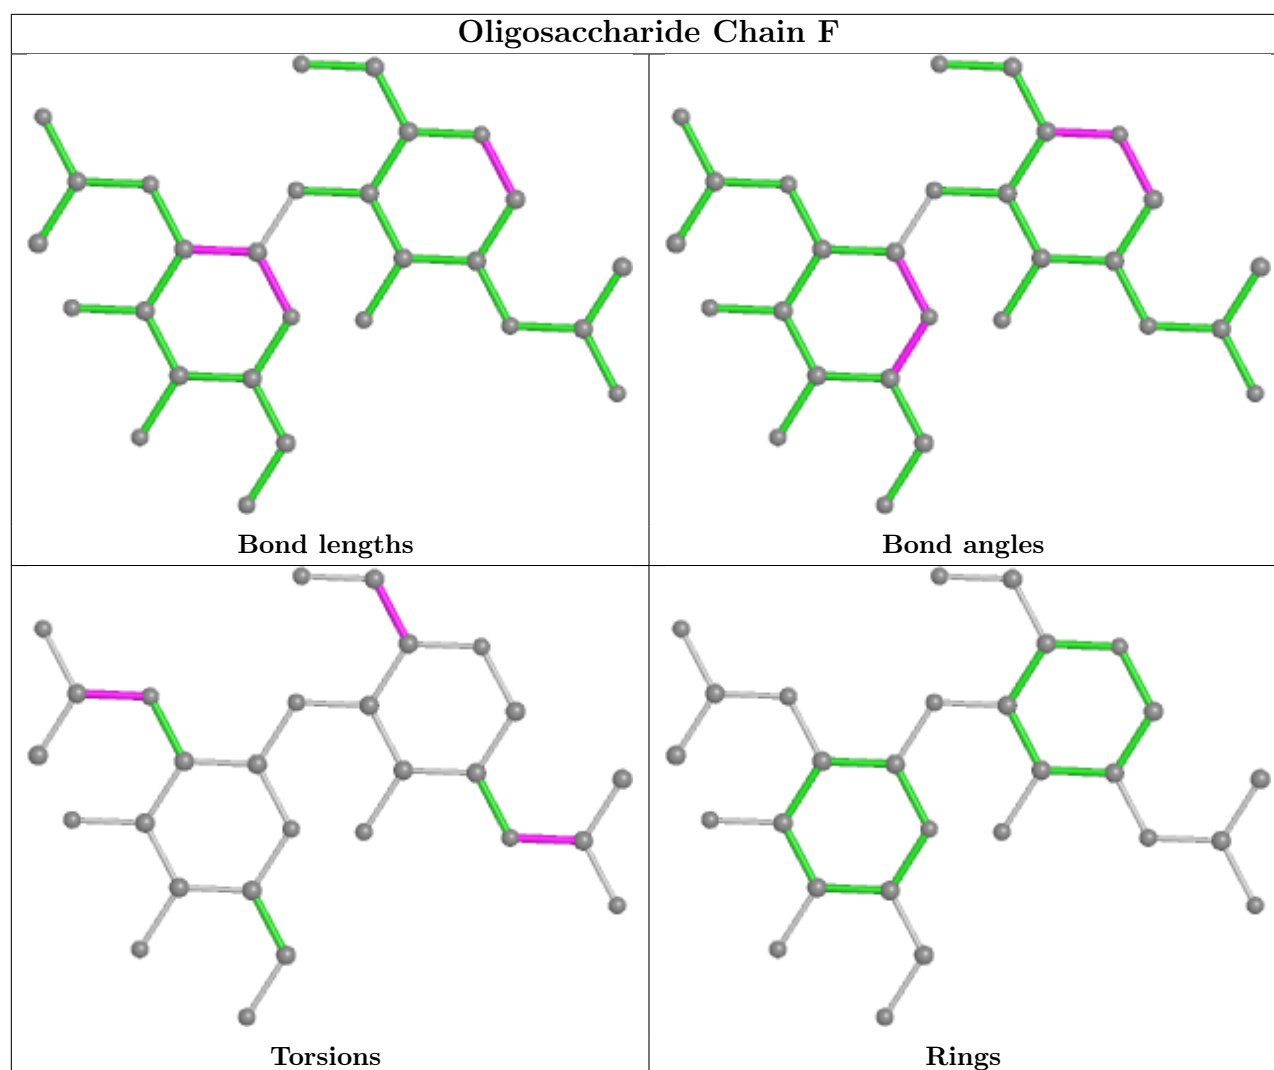 Oligosaccharide Chain F
Bond lengths
Bond angles
Torsions
Rings